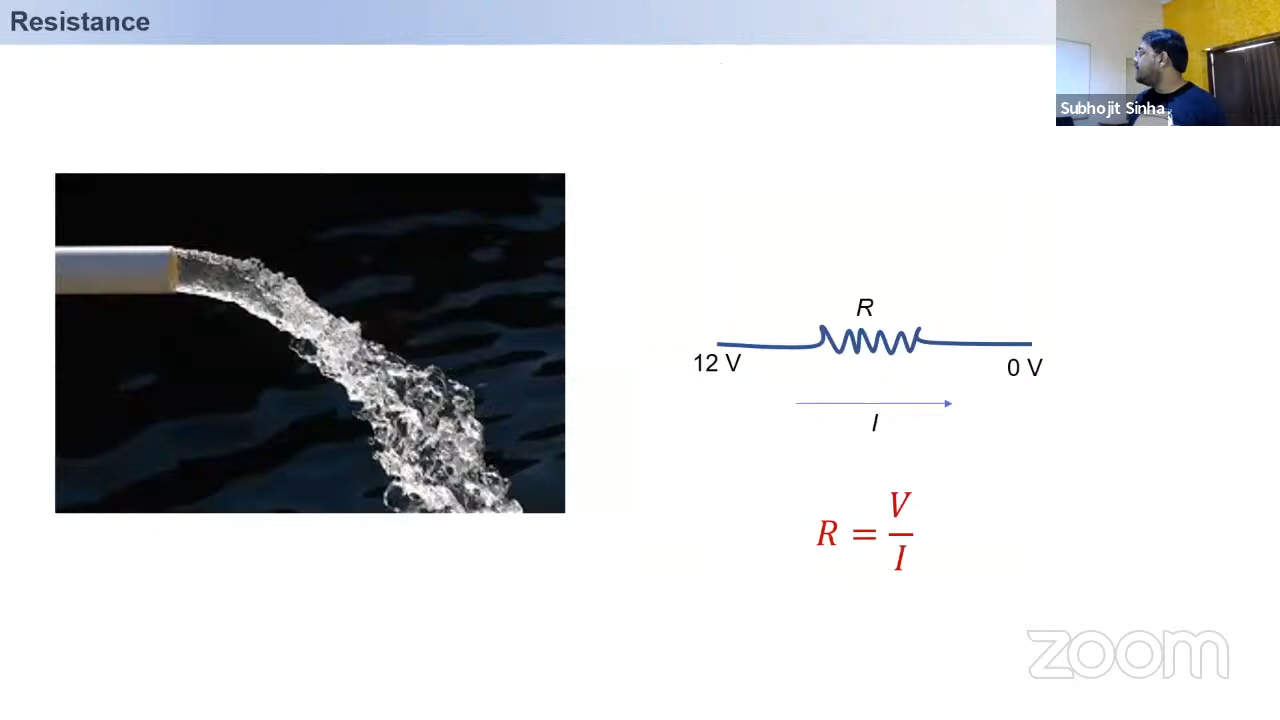 Resistance
Subhojit Sinha
R
12 V
0 V
I
R = V/I
zoom